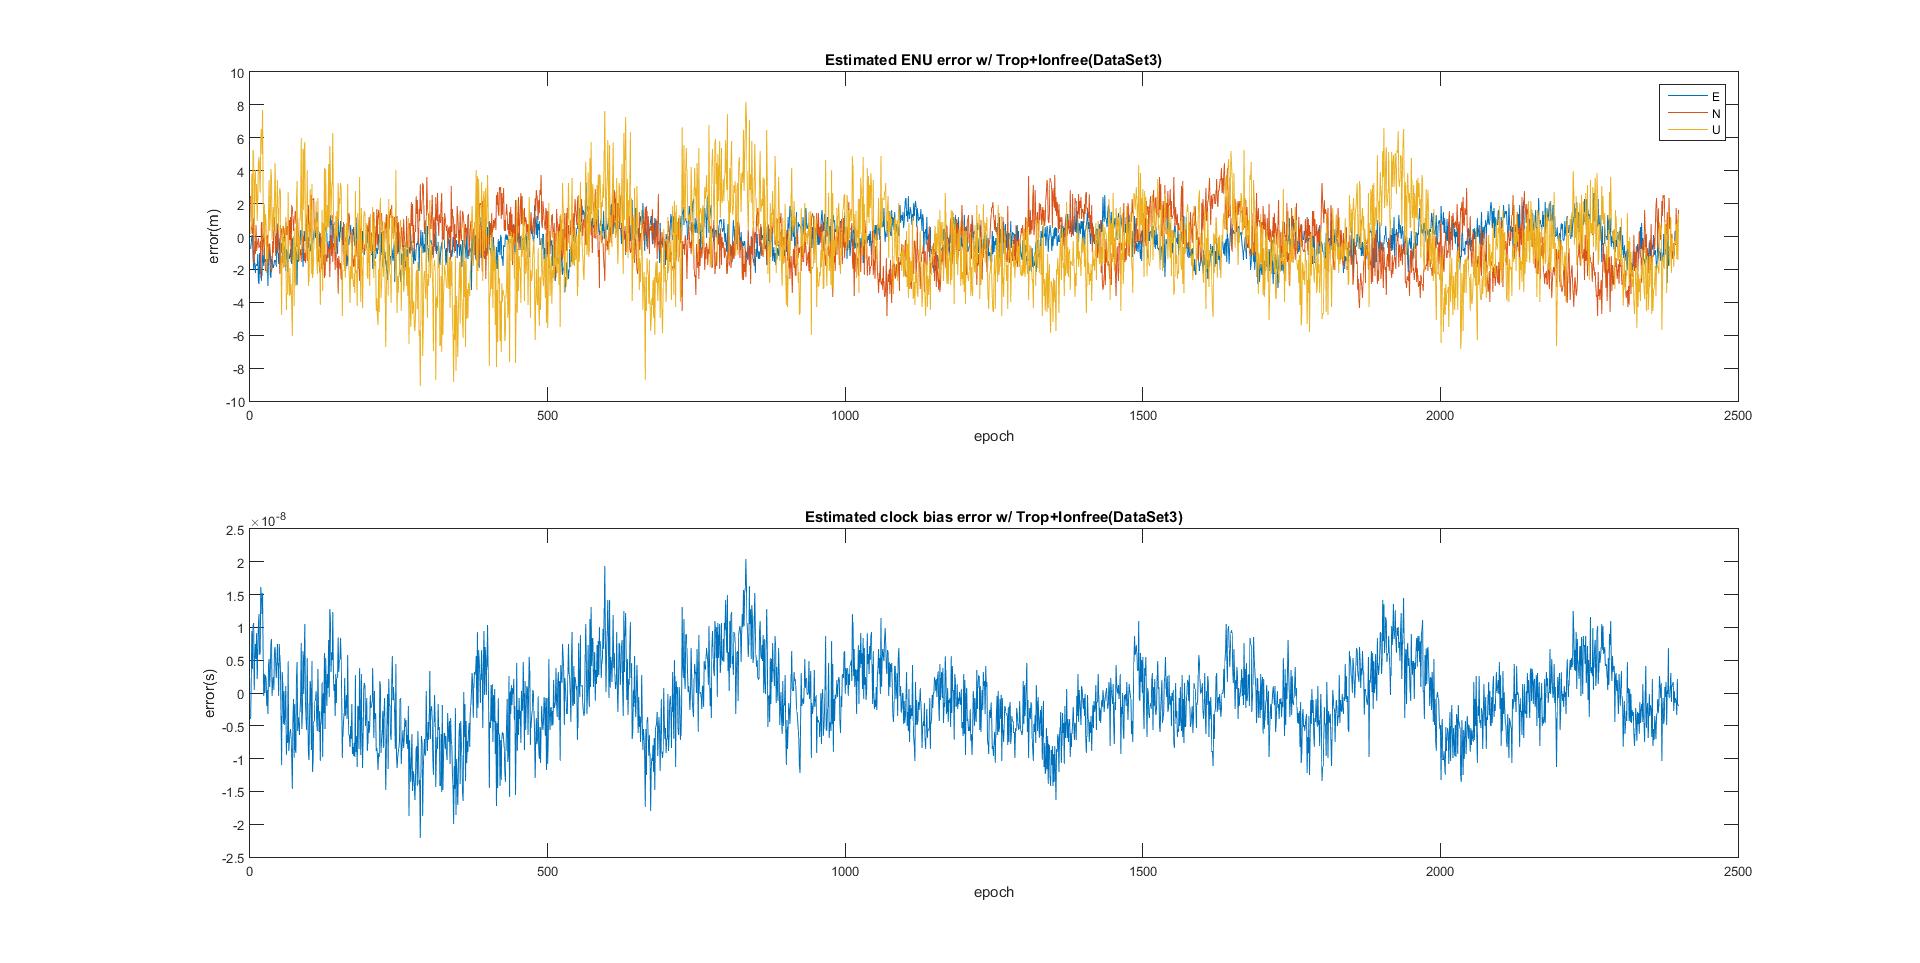 Estimated ENU error w/ Trop+Ionfree(DataSet3)
10
8
6
4
2
0
-2
-4
-6
-8
-10
error(m)
E
N
U
0 500 1000 1500 2000 2500
epoch
Estimated clock bias error w/ Trop+Ionfree(DataSet3)
×10-8
2.5
2
1.5
1
0.5
0
-0.5
-1
-1.5
-2
-2.5
error(s)
0 500 1000 1500 2000 2500
epoch